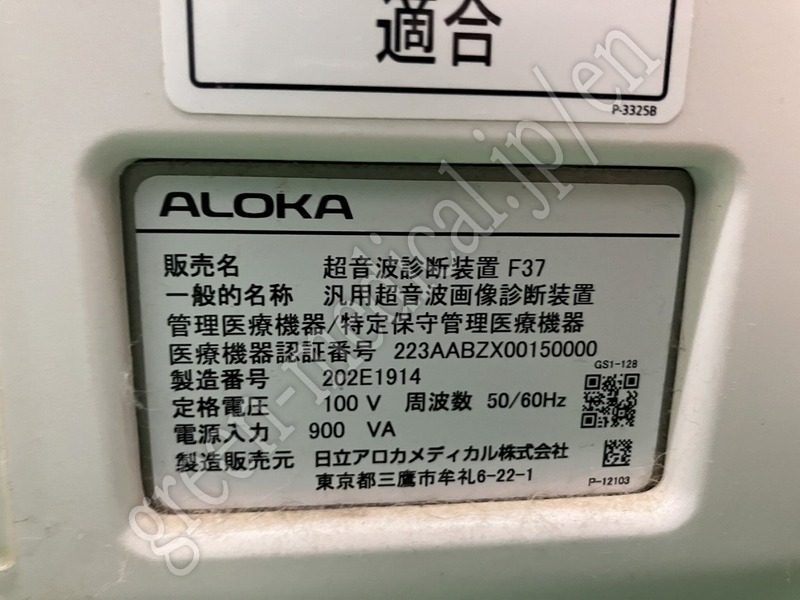 適合
P-3325B
ALOKA
販売名 超音波診断装置 F37
一般的名称 汎用超音波画像診断装置
管理医療機器/特定保守管理医療機器
医療機器認証番号 223AABZX00150000
GS1-128
製造番号 202E1914
定格電圧 100 V 周波数 50/60Hz
電源入力 900 VA
製造販売元 日立アロカメディカル株式会社
東京都三鷹市牟礼6-22-1
P-12103
green-medical.jp/en